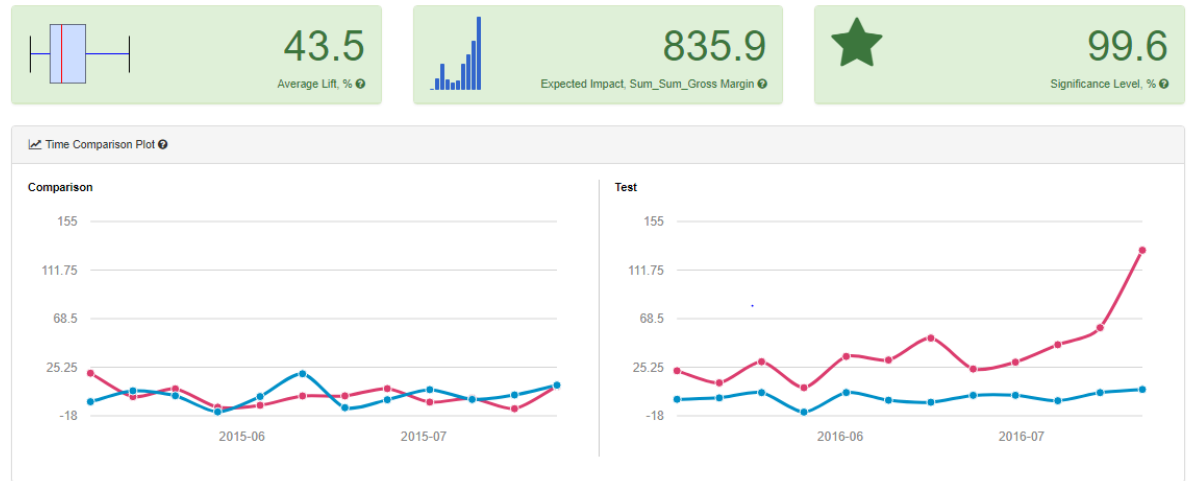 43.5
Average Lift, %
835.9
Expected Impact, Sum_Sum_Gross Margin
99.6
Significance Level, %
Time Comparison Plot
Comparison
155
111.75
68.5
25.25
-18
2015-06 2015-07
Test
155
111.75
68.5
25.25
-18
2016-06 2016-07